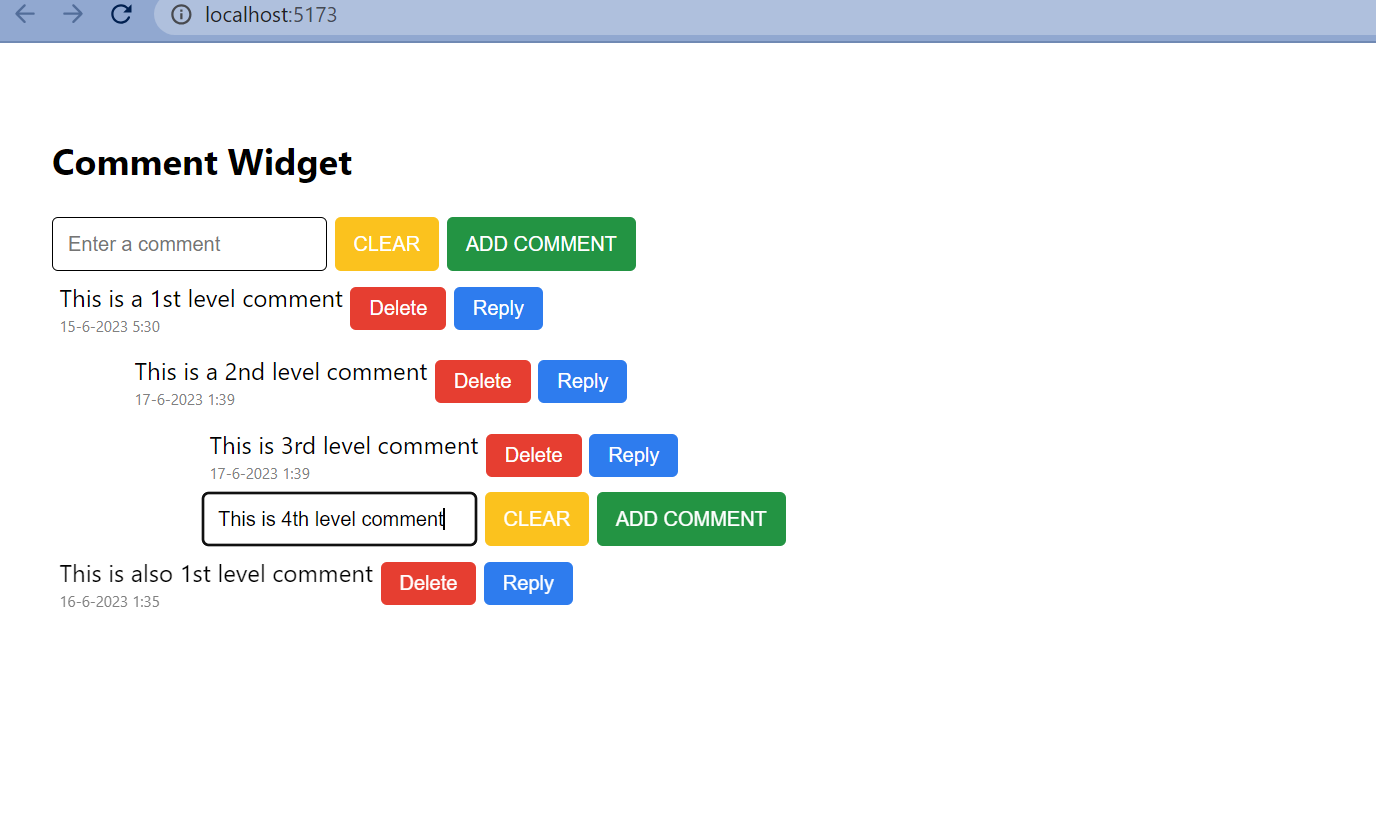 localhost:5173
Comment Widget
Enter a comment CLEAR ADD COMMENT
This is a 1st level comment Delete Reply
15-6-2023 5:30
This is a 2nd level comment Delete Reply
17-6-2023 1:39
This is 3rd level comment Delete Reply
17-6-2023 1:39
This is 4th level comment CLEAR ADD COMMENT
This is also 1st level comment Delete Reply
16-6-2023 1:35